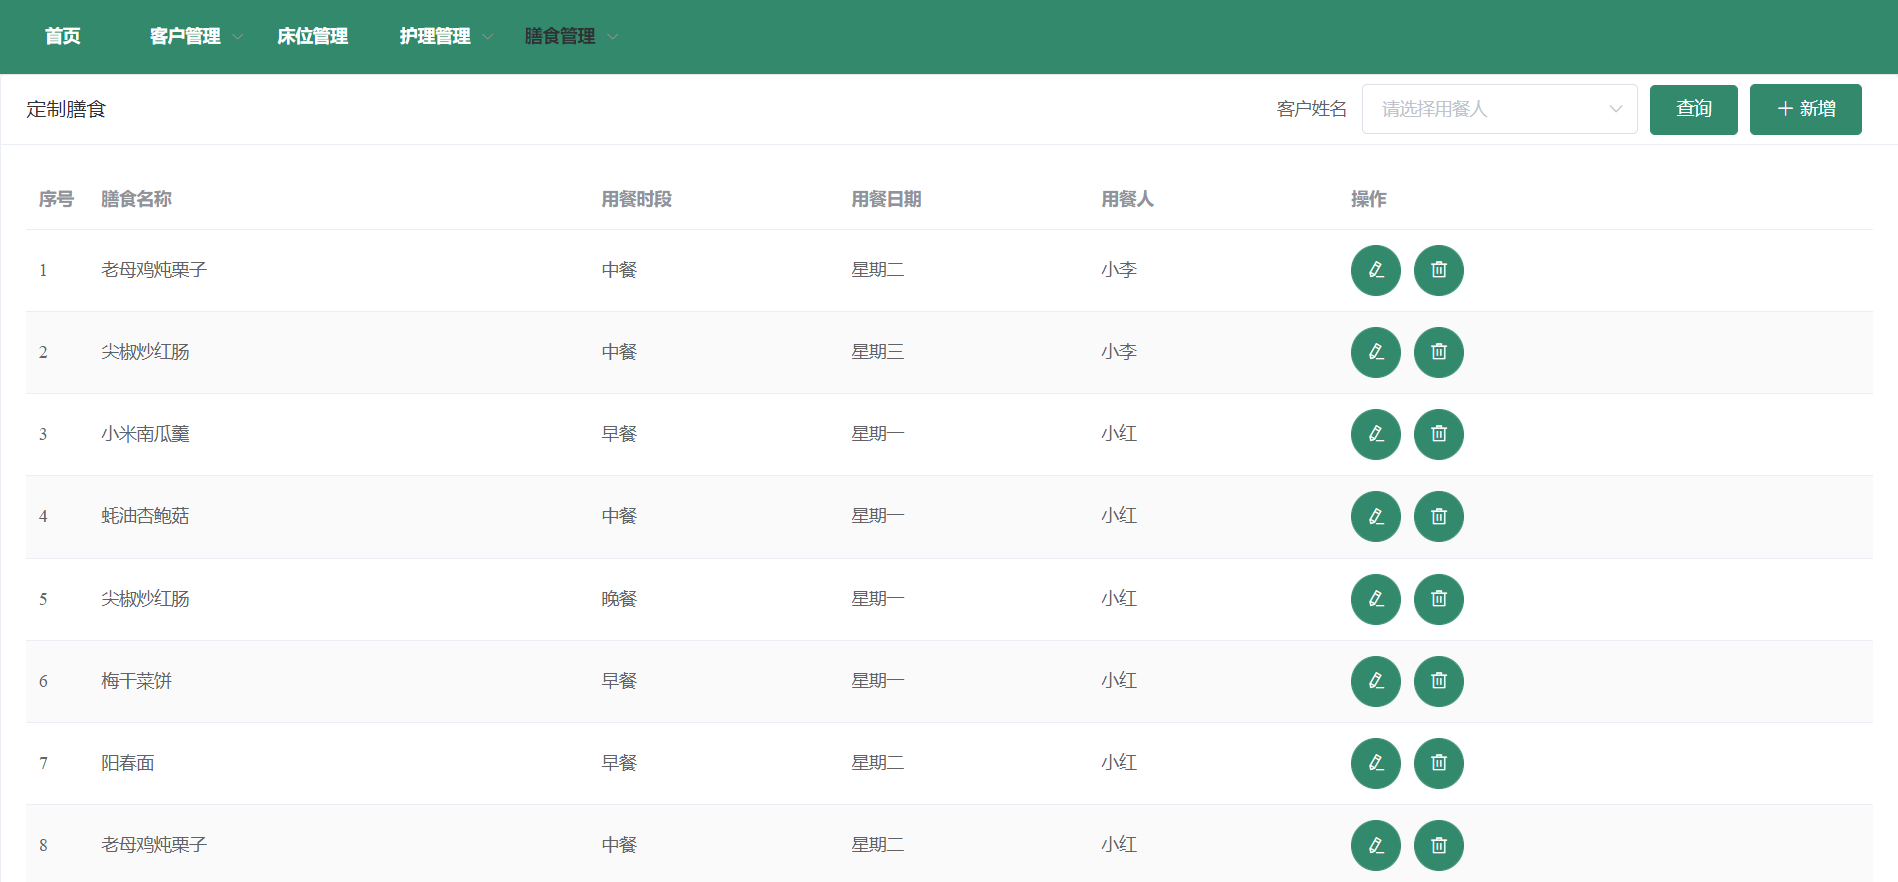 首页 客户管理 床位管理 护理管理 膳食管理
定制膳食 客户姓名 请选择用餐人 查询 新增
序号 膳食名称 用餐时段 用餐日期 用餐人 操作
1 老母鸡炖栗子 中餐 星期二 小李
2 尖椒炒红肠 中餐 星期三 小李
3 小米南瓜羹 早餐 星期一 小红
4 蚝油杏鲍菇 中餐 星期一 小红
5 尖椒炒红肠 晚餐 星期一 小红
6 梅干菜饼 早餐 星期一 小红
7 阳春面 早餐 星期二 小红
8 老母鸡炖栗子 中餐 星期二 小红